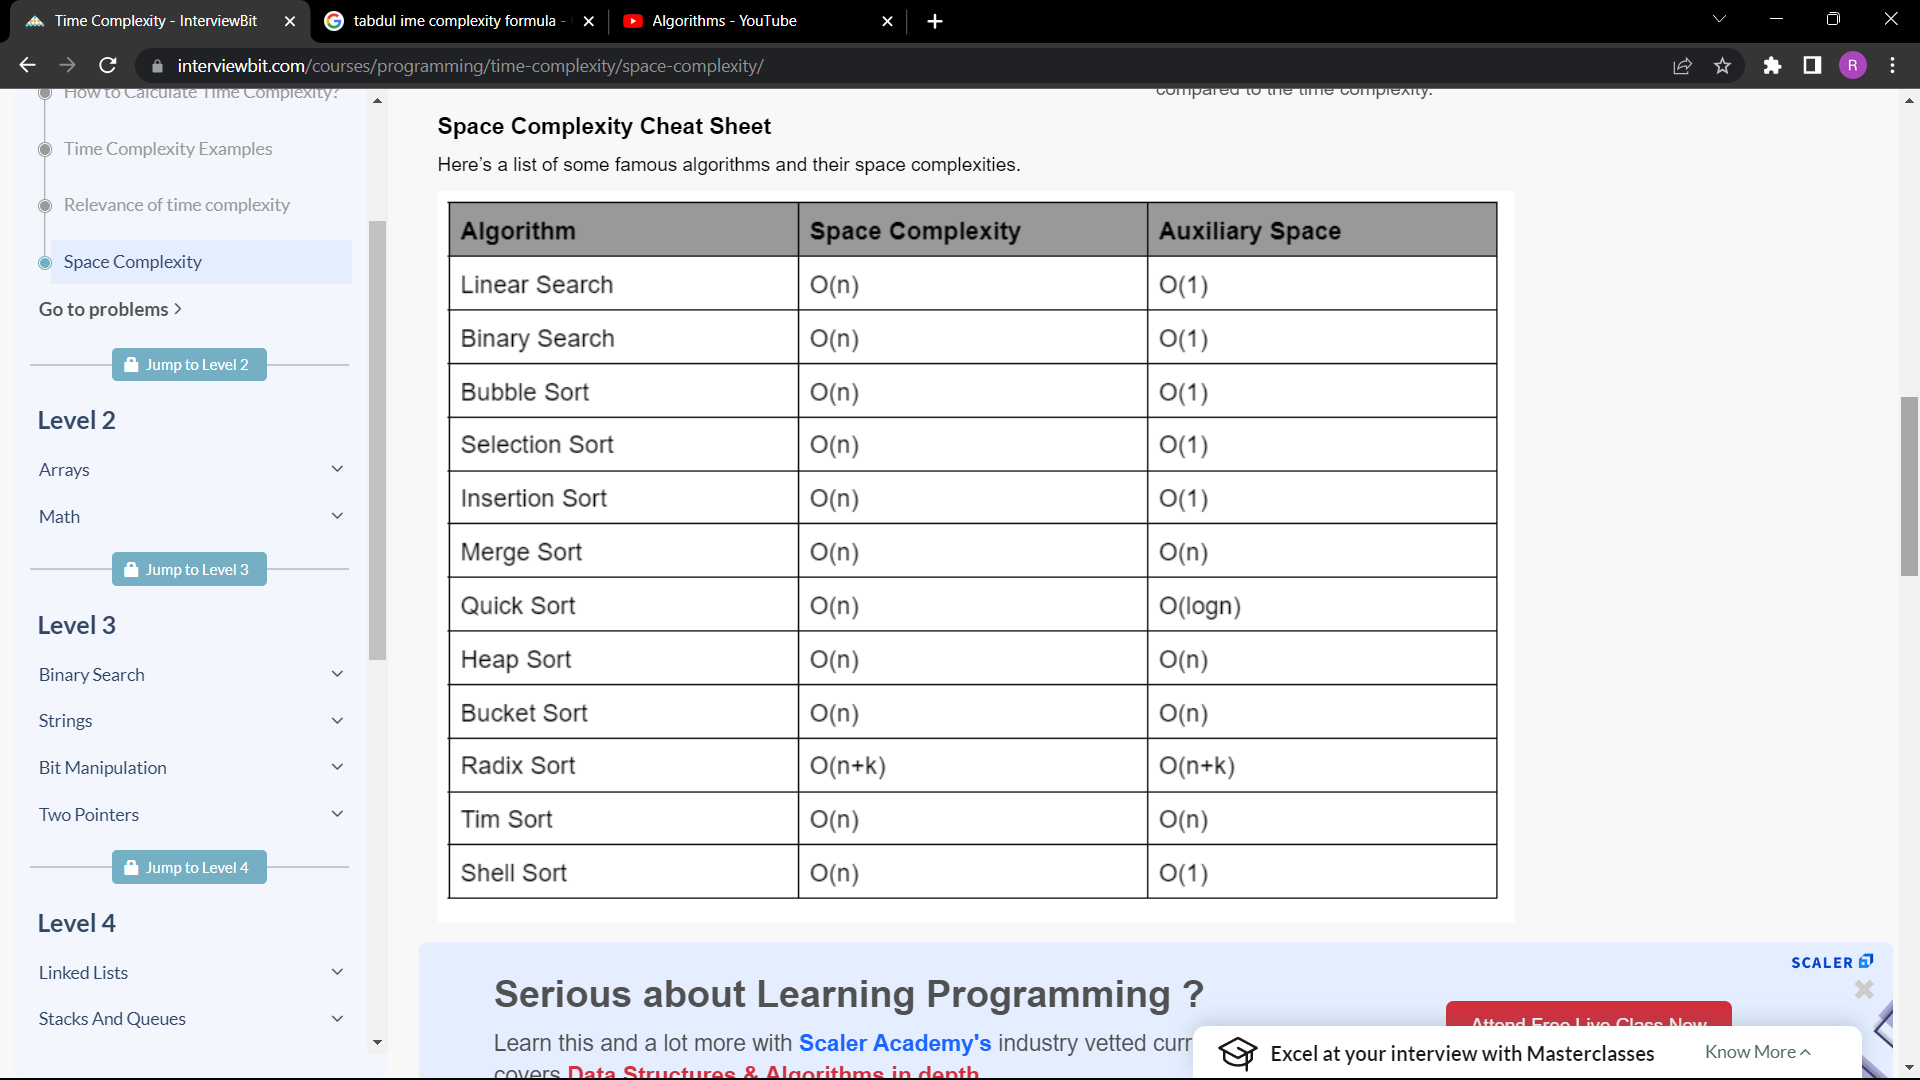 Time Complexity - InterviewBit
tabdul ime complexity formula -
Algorithms - YouTube
interviewbit.com/courses/programming/time-complexity/space-complexity/
R
How to Calculate Time Complexity?
Time Complexity Examples
Relevance of time complexity
Space Complexity
Go to problems >
Jump to Level 2
Level 2
Arrays
Math
Jump to Level 3
Level 3
Binary Search
Strings
Bit Manipulation
Two Pointers
Jump to Level 4
Level 4
Linked Lists
Stacks And Queues
compared to the time complexity.
Space Complexity Cheat Sheet
Here's a list of some famous algorithms and their space complexities.
Algorithm Space Complexity Auxiliary Space
Linear Search O(n) O(1)
Binary Search O(n) O(1)
Bubble Sort O(n) O(1)
Selection Sort O(n) O(1)
Insertion Sort O(n) O(1)
Merge Sort O(n) O(n)
Quick Sort O(n) O(logn)
Heap Sort O(n) O(n)
Bucket Sort O(n) O(n)
Radix Sort O(n+k) O(n+k)
Tim Sort O(n) O(n)
Shell Sort O(n) O(1)
SCALER
Serious about Learning Programming ?
Attend Free Live Class Now
Learn this and a lot more with Scaler Academy's industry vetted curr
covers Data Structures & Algorithms in depth
Excel at your interview with Masterclasses
Know More